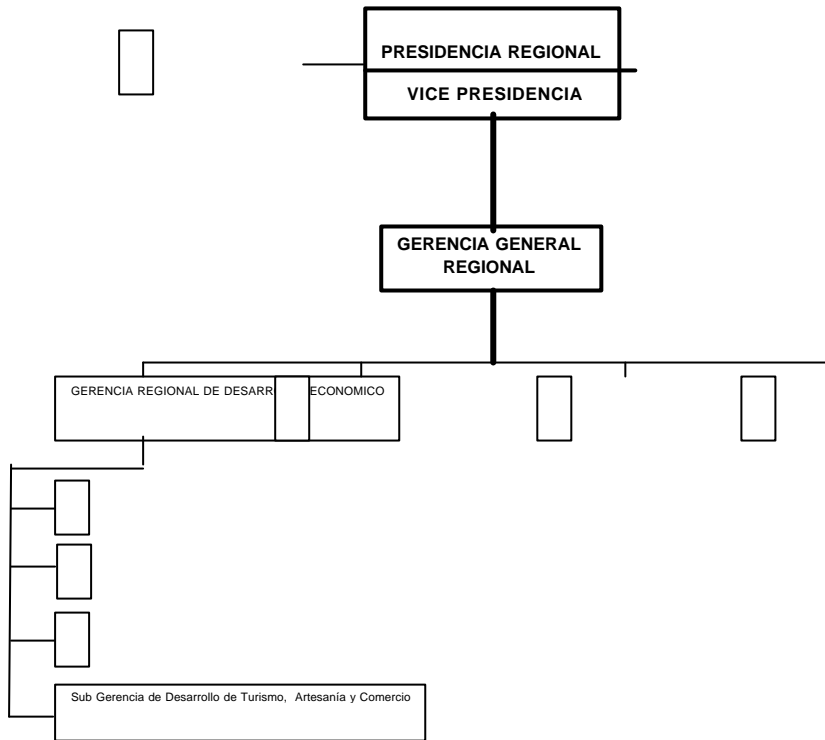 PRESIDENCIA REGIONAL
VICE PRESIDENCIA
GERENCIA GENERAL
REGIONAL
GERENCIA REGIONAL DE DESARR ECONOMICO
Sub Gerencia de Desarrollo de Turismo, Artesanía y Comercio